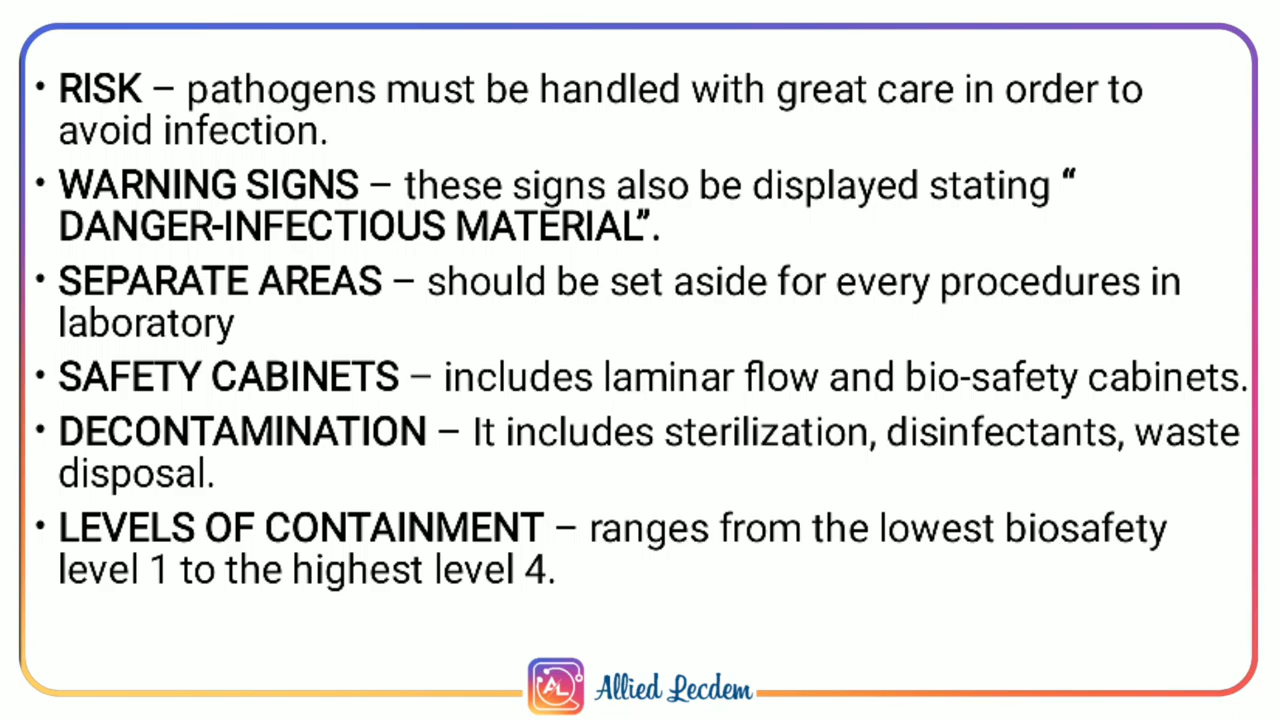 • RISK – pathogens must be handled with great care in order to
avoid infection.
• WARNING SIGNS – these signs also be displayed stating “
DANGER-INFECTIOUS MATERIAL”.
• SEPARATE AREAS – should be set aside for every procedures in
laboratory
• SAFETY CABINETS – includes laminar flow and bio-safety cabinets.
• DECONTAMINATION – It includes sterilization, disinfectants, waste
disposal.
• LEVELS OF CONTAINMENT – ranges from the lowest biosafety
level 1 to the highest level 4.
AL Allied Lecdem